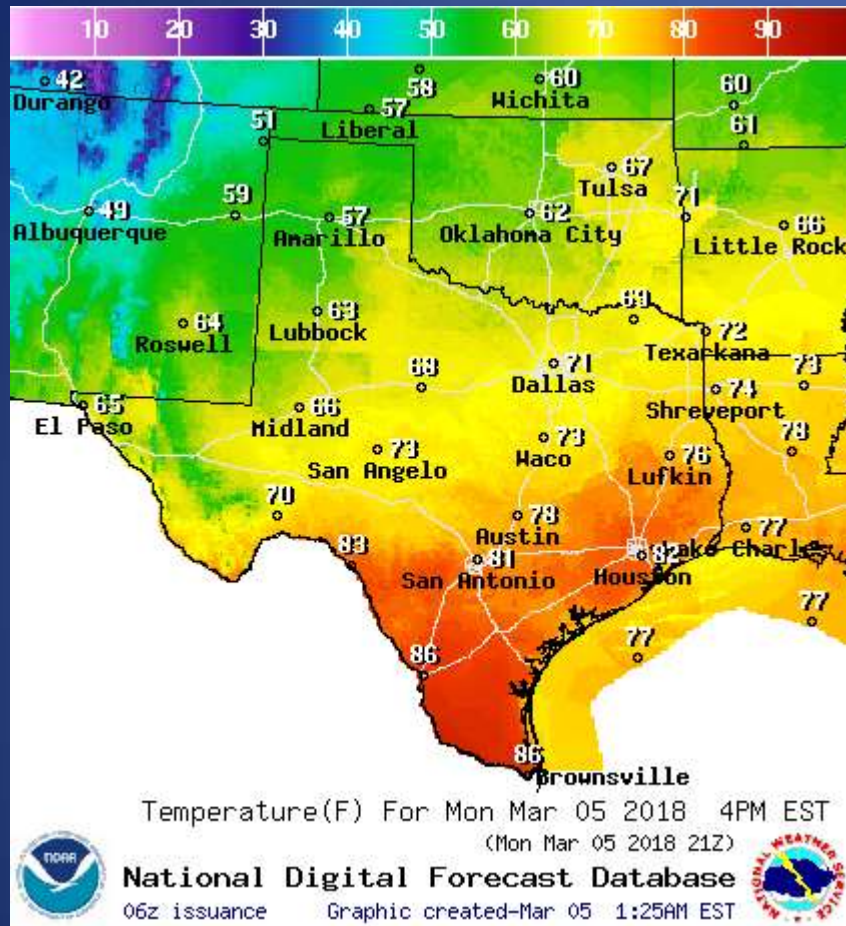 10 20 30 40 50 60 70 80 90
42
Durango
58
60
Wichita
60
57
Liberal
51
61
67
Tulsa
49
Albuquerque
59
57
Amarillo
62
Oklahoma City
71
66
Little Rock
64
Roswell
63
Lubbock
69
72
Texarkana
71
Dallas
68
73
74
Shreveport
65
El Paso
66
Midland
73
San Angelo
73
Waco
76
Lufkin
78
70
78
Austin
77
Lake Charles
83
81
San Antonio
82
Houston
77
77
86
86
Brownsville
Temperature(F) For Mon Mar 05 2018 4PM EST
(Mon Mar 05 2018 21Z)
NOAA
National Digital Forecast Database
06z issuance Graphic created-Mar 05 1:25AM EST
NATIONAL WEATHER SERVICE